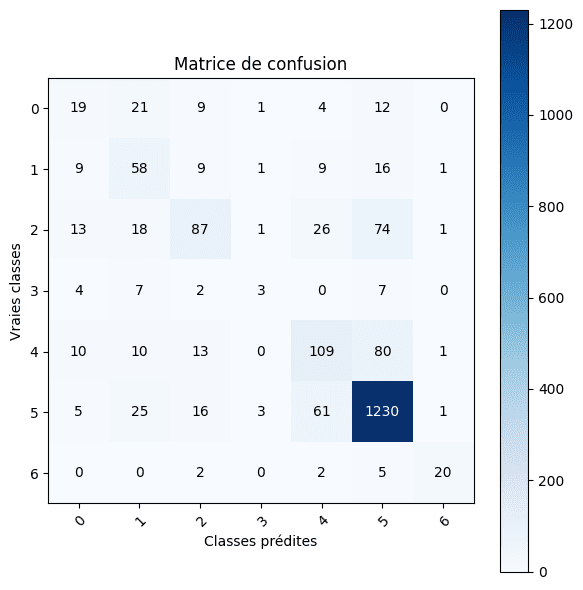 Matrice de confusion
Vraies classes
0 19 21 9 1 4 12 0
1 9 58 9 1 9 16 1
2 13 18 87 1 26 74 1
3 4 7 2 3 0 7 0
4 10 10 13 0 109 80 1
5 5 25 16 3 61 1230 1
6 0 0 2 0 2 5 20
0 1 2 3 4 5 6
Classes prédites
1200
1000
800
600
400
200
0